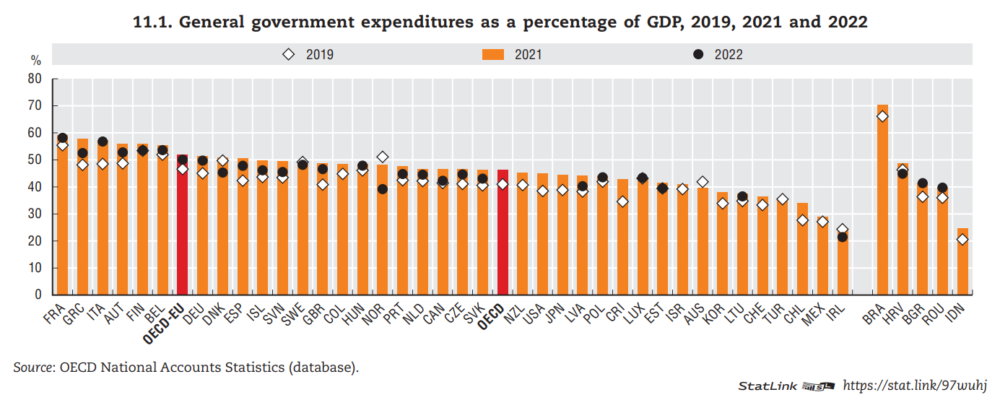 11.1. General government expenditures as a percentage of GDP, 2019, 2021 and 2022
2019 2021 2022
%
80
70
60
50
40
30
20
10
0
FRA GRC ITA AUT FIN BEL OECD-EU DEU DNK ESP ISL SVN SWE GBR COL HUN NOR PRT NLD CAN CZE SVK OECD NZL USA JPN LVA POL CRI LUX EST ISR AUS KOR LTU CHE TUR CHL MEX IRL BRA HRV BGR ROU IDN
Source: OECD National Accounts Statistics (database).
StatLink https://stat.link/97wuhj